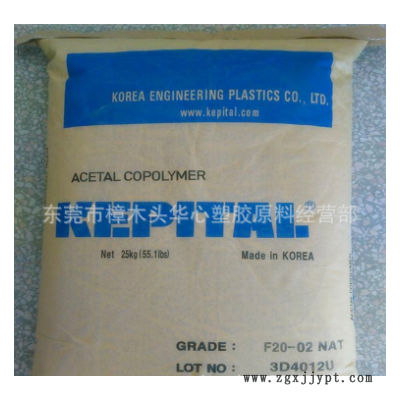 KOREA ENGINEERING PLASTICS CO., LTD.
www.kepital.com
ACETAL COPOLYMER
东莞市樟木头华心塑胶原料经营部
KEPITAL
Net 25kg(55.1lbs)
Made in KOREA
GRADE : F20-02 NAT
LOT NO : 3D4012U
www.zgxjjypt.com